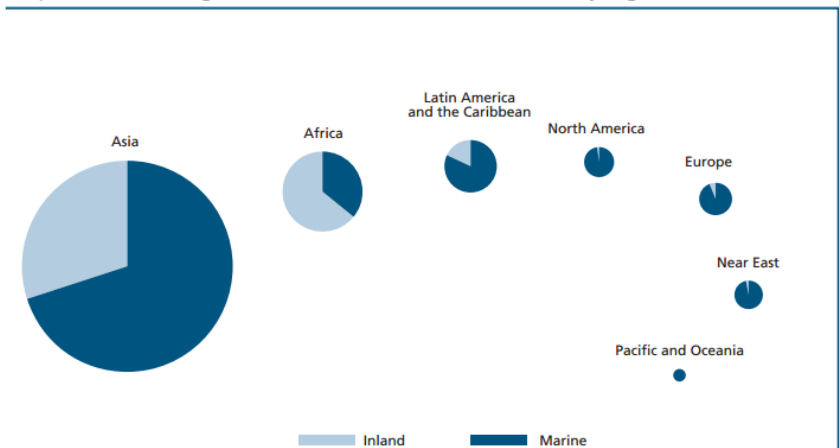 Asia
Africa
Latin America
and the Caribbean
North America
Europe
Near East
Pacific and Oceania
Inland
Marine